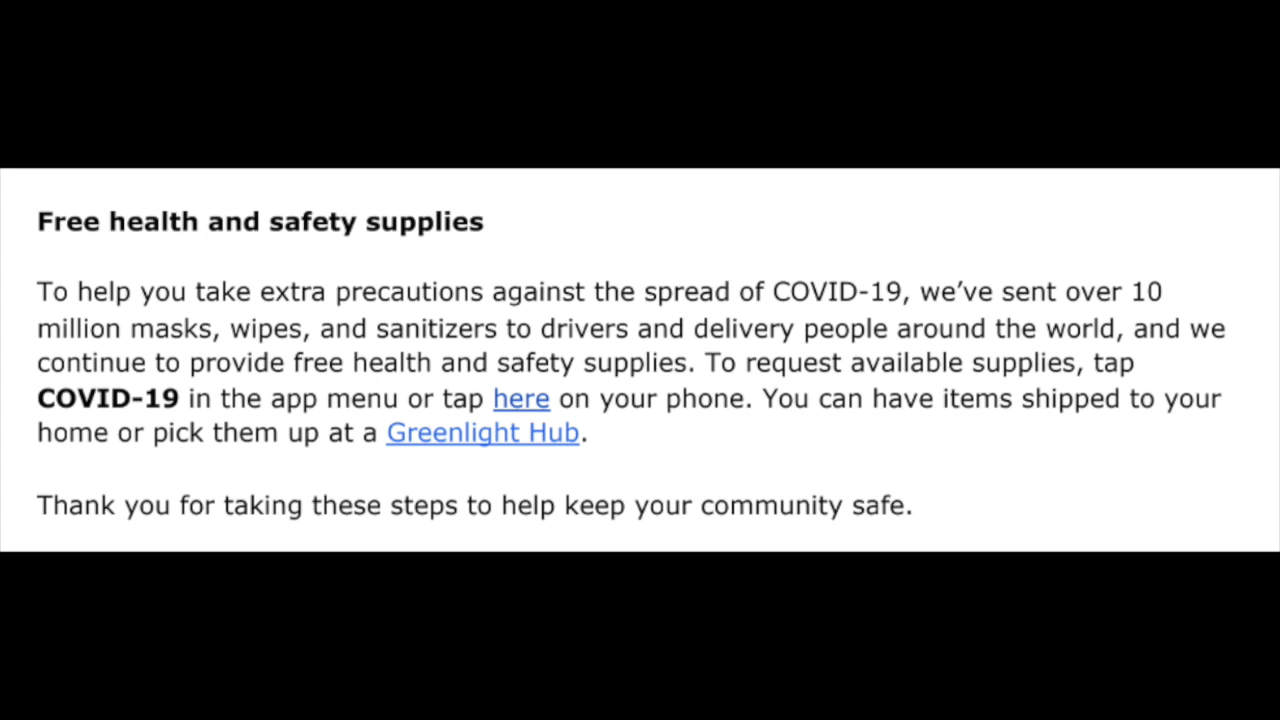 Free health and safety supplies
To help you take extra precautions against the spread of COVID-19, we’ve sent over 10
million masks, wipes, and sanitizers to drivers and delivery people around the world, and we
continue to provide free health and safety supplies. To request available supplies, tap
COVID-19 in the app menu or tap here on your phone. You can have items shipped to your
home or pick them up at a Greenlight Hub.
Thank you for taking these steps to help keep your community safe.